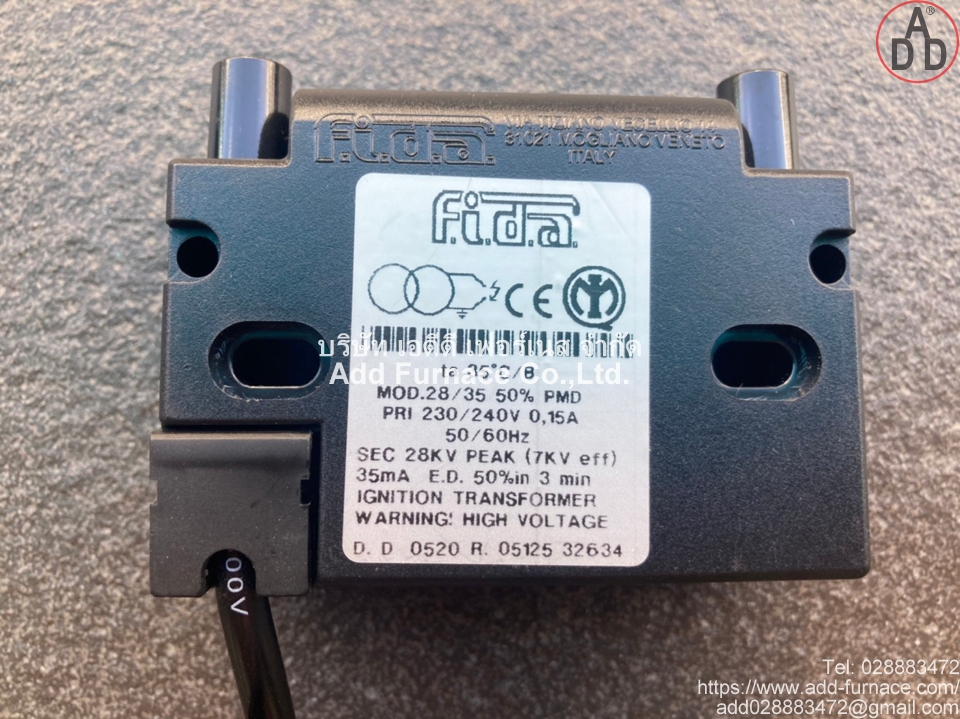 ADD®
f.i.d.a.
VIA TIZIANO VECELLIO 14
31021 MOGLIANO VENETO
ITALY
f.i.d.a.
CE
บริษัท เอดีดี เฟอร์เนส จำกัด
Add Furnace Co.,Ltd.
MOD.28/35 50% PMD
PRI 230/240V 0,15A
50/60Hz
SEC 28KV PEAK (7KV eff)
35mA E.D. 50%in 3 min
IGNITION TRANSFORMER
WARNING! HIGH VOLTAGE
D. D 0520 R. 05125 32634
00V
Tel: 028883472
https://www.add-furnace.com/
add028883472@gmail.com